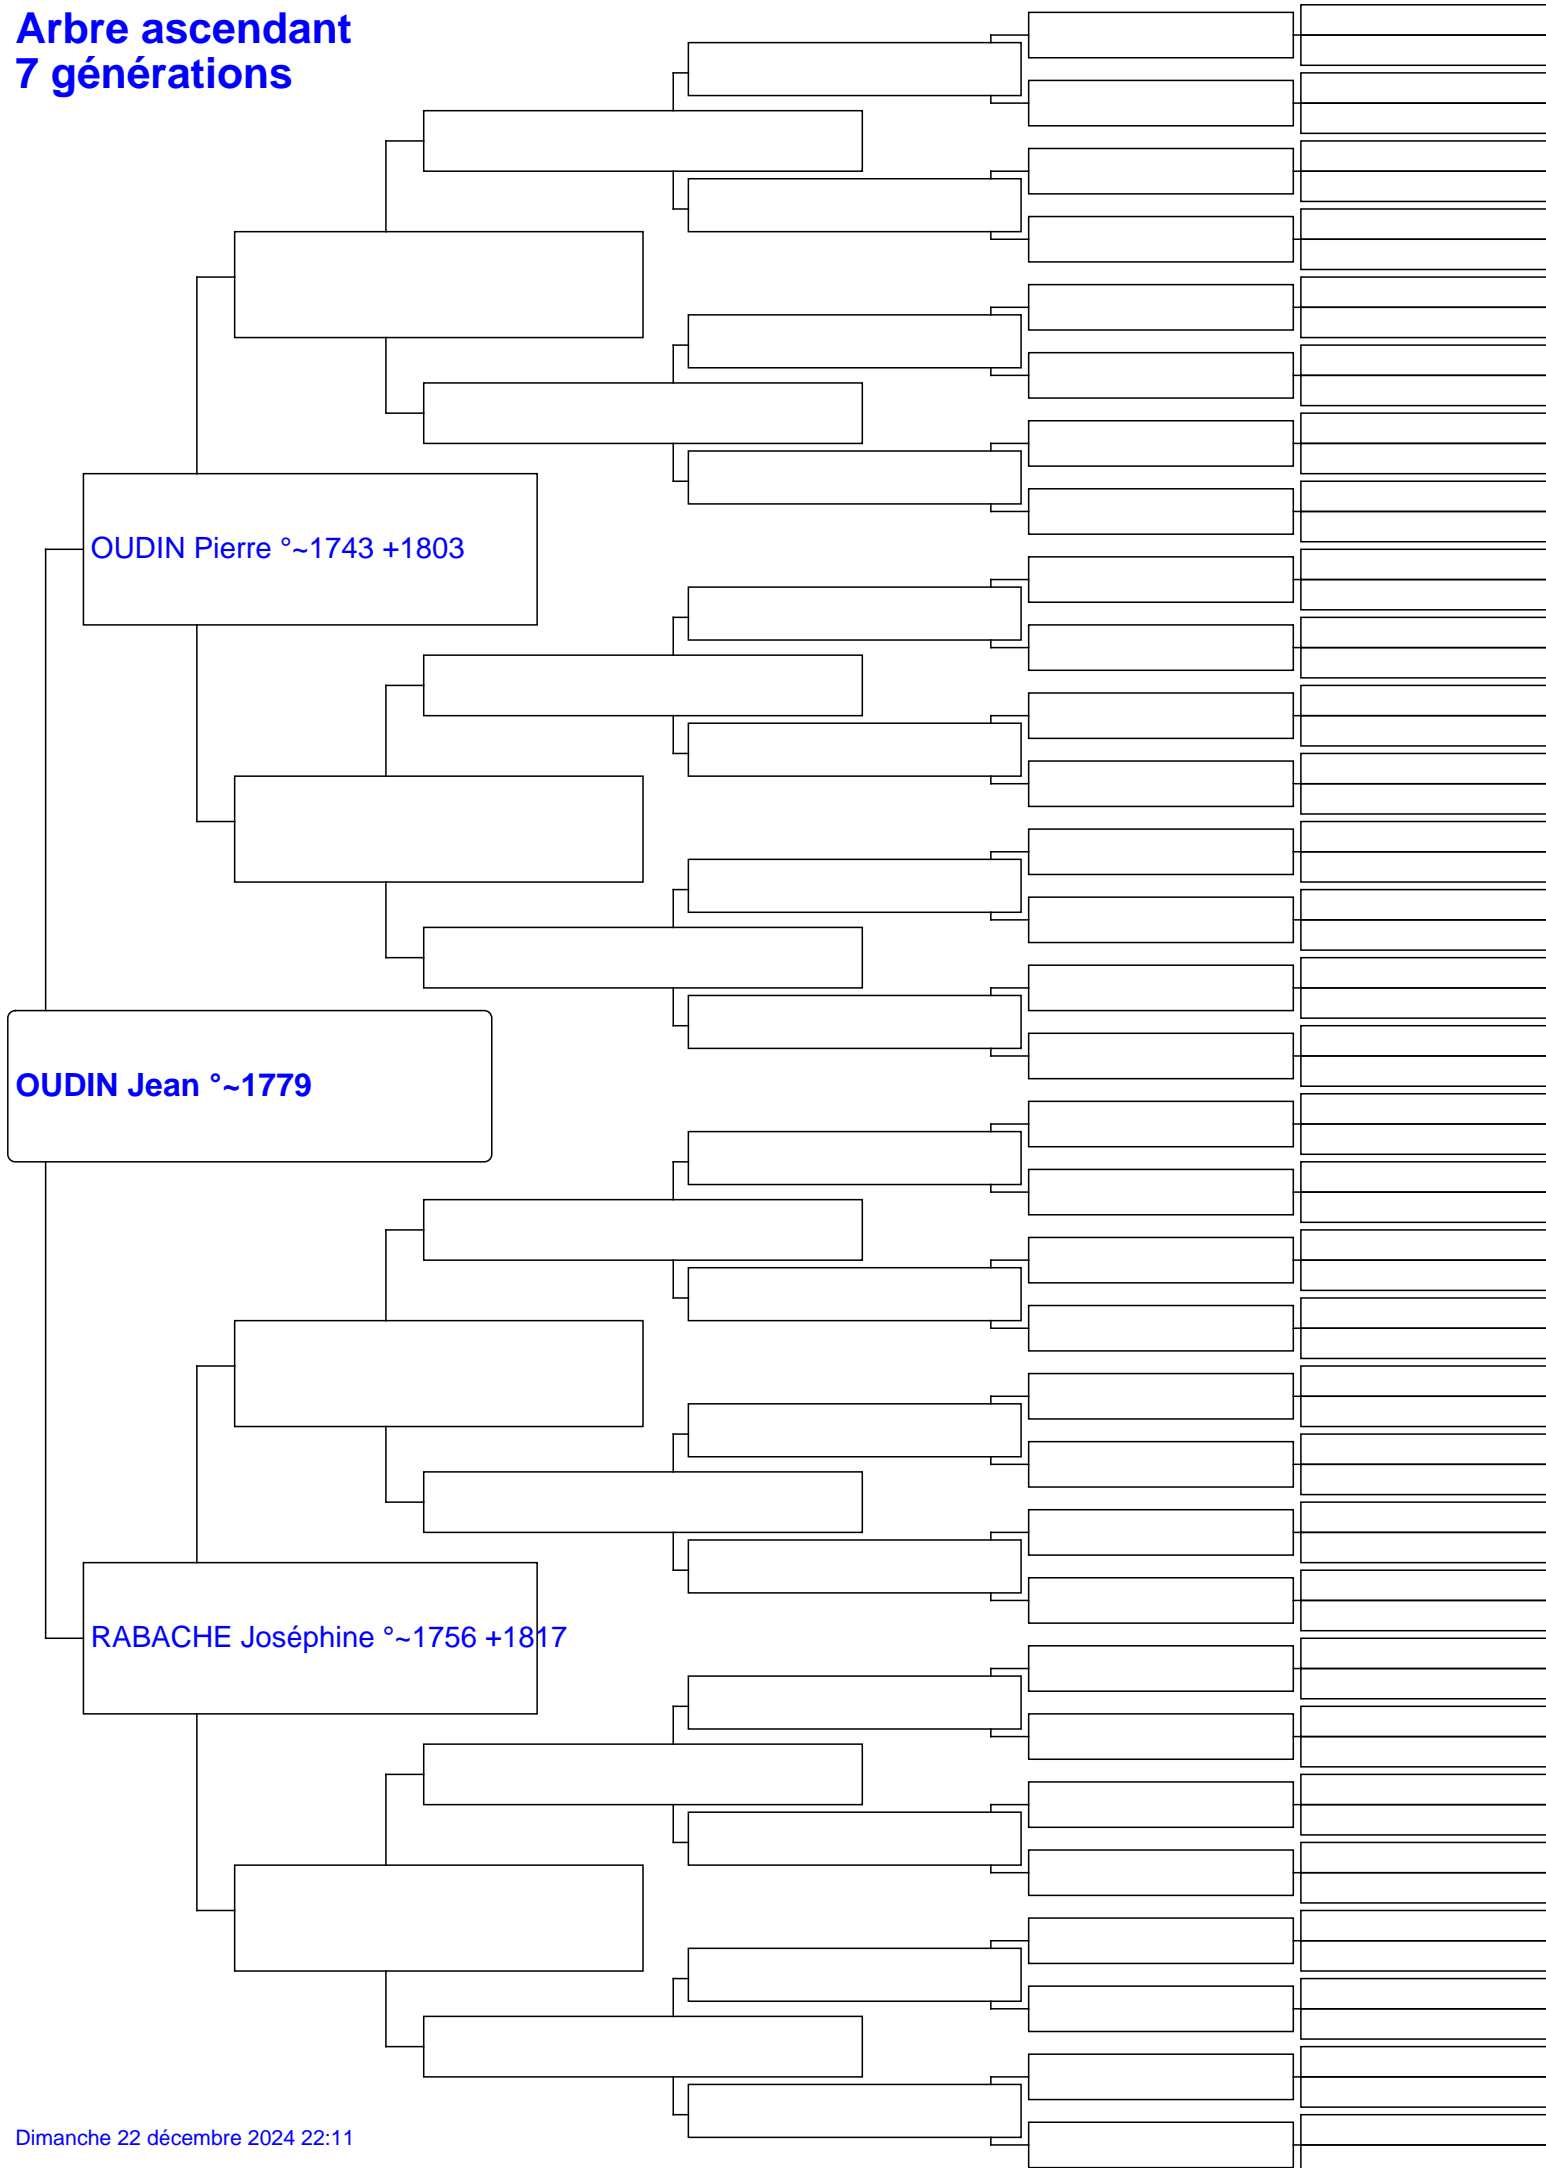 Arbre ascendant
7 générations
OUDIN Pierre °~1743 +1803
OUDIN Jean °~1779
RABACHE Joséphine °~1756 +1817
Dimanche 22 décembre 2024 22:11